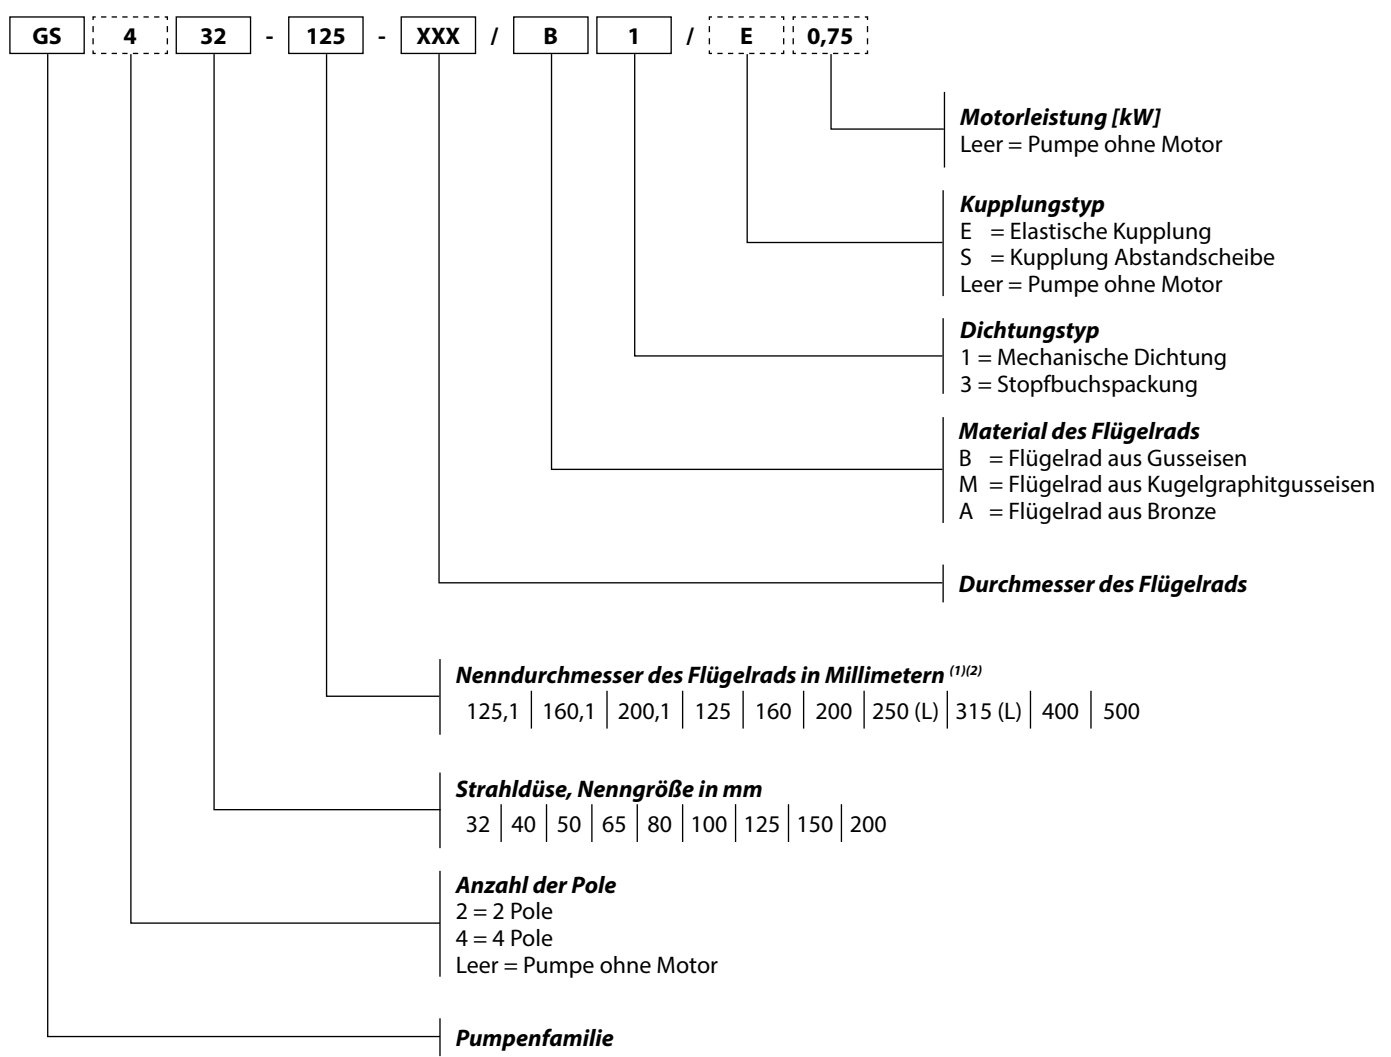 GS 4 32 - 125 - XXX / B 1 / E 0,75
Motorleistung [kW]
Leer = Pumpe ohne Motor
Kupplungstyp
E = Elastische Kupplung
S = Kupplung Abstandscheibe
Leer = Pumpe ohne Motor
Dichtungstyp
1 = Mechanische Dichtung
3 = Stopfbuchspackung
Material des Flügelrads
B = Flügelrad aus Gusseisen
M = Flügelrad aus Kugelgraphitgusseisen
A = Flügelrad aus Bronze
Durchmesser des Flügelrads
Nenndurchmesser des Flügelrads in Millimetern (1)(2)
125,1 160,1 200,1 125 160 200 250 (L) 315 (L) 400 500
Strahldüse, Nenngröße in mm
32 40 50 65 80 100 125 150 200
Anzahl der Pole
2 = 2 Pole
4 = 4 Pole
Leer = Pumpe ohne Motor
Pumpenfamilie